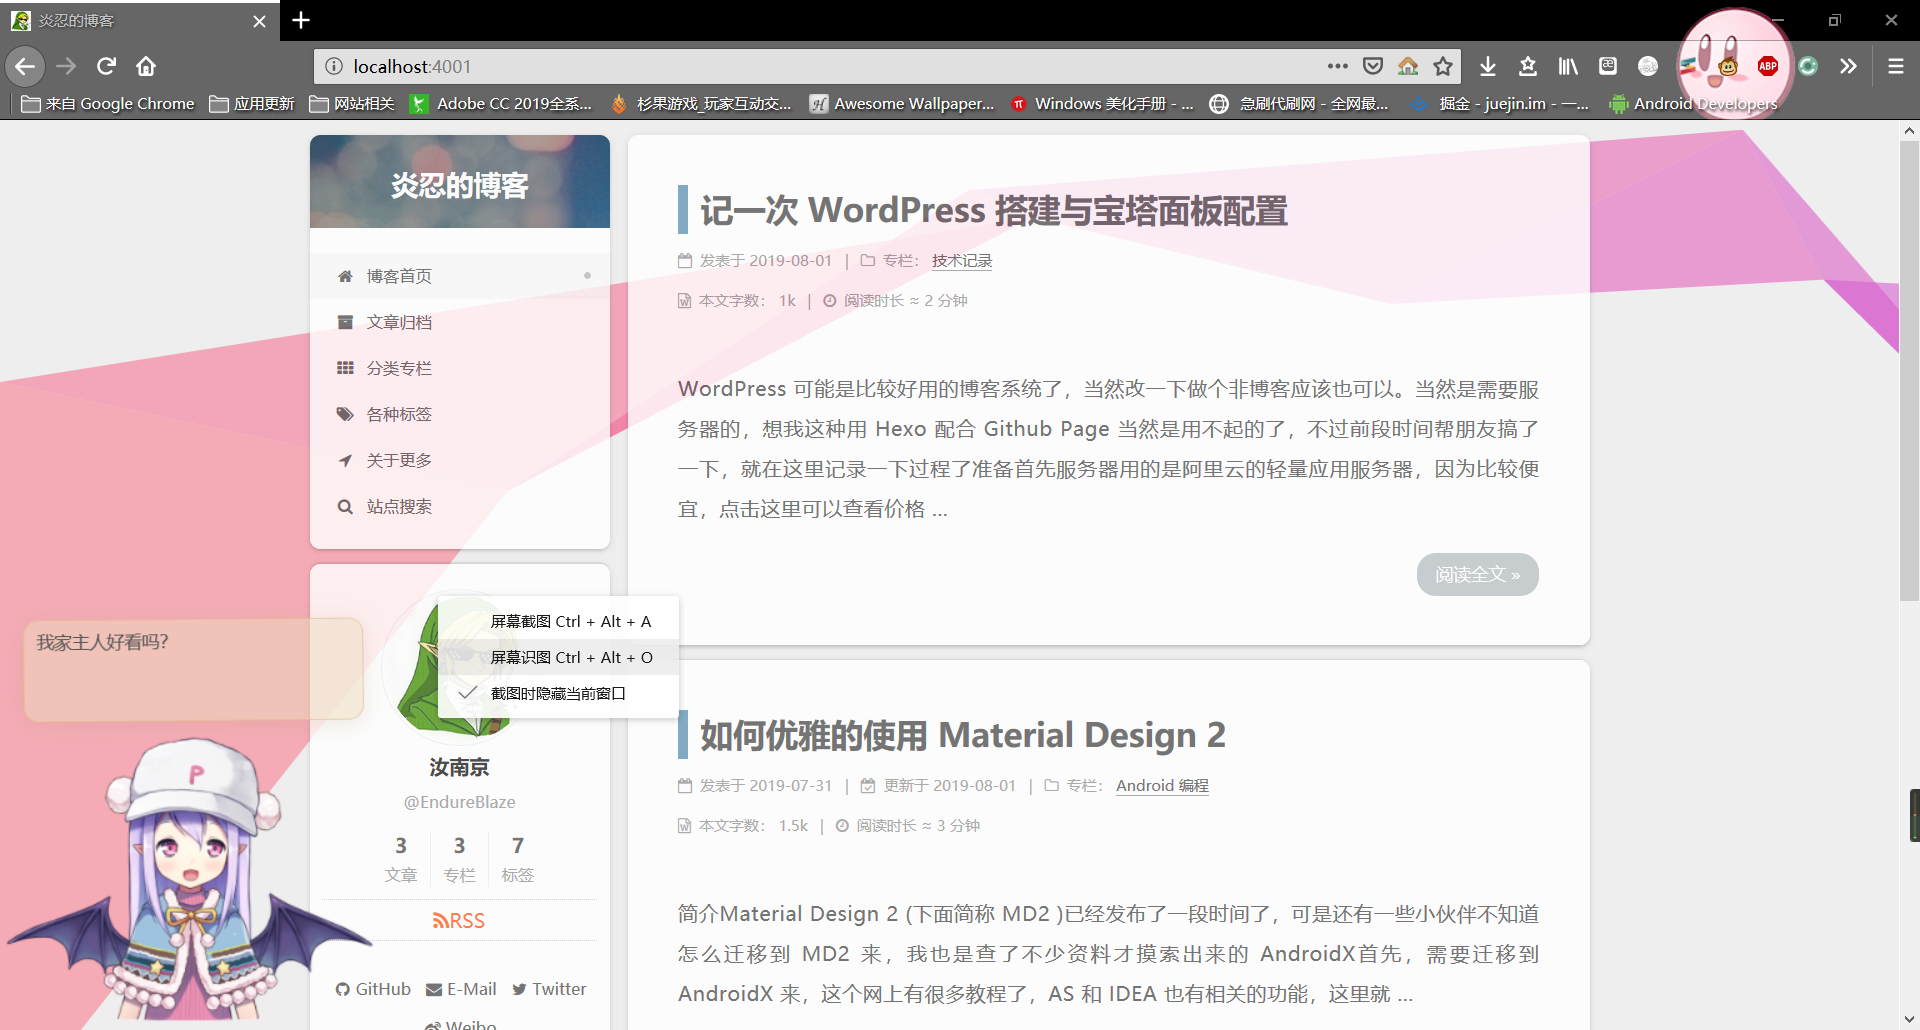 炎忍的博客
localhost:4001
来自 Google Chrome
应用更新
网站相关
Adobe CC 2019全系...
杉果游戏_玩家互动交...
Awesome Wallpaper...
Windows 美化手册 - ...
急刷代刷网 - 全网最...
掘金 - juejin.im - 一...
Android Developers
ABP
炎忍的博客
博客首页
文章归档
分类专栏
各种标签
关于更多
站点搜索
记一次 WordPress 搭建与宝塔面板配置
发表于 2019-08-01 | 专栏： 技术记录
本文字数： 1k | 阅读时长 ≈ 2 分钟
WordPress 可能是比较好用的博客系统了，当然改一下做个非博客应该也可以。当然是需要服
务器的，想我这种用 Hexo 配合 Github Page 当然是用不起的了，不过前段时间帮朋友搞了
一下，就在这里记录一下过程了准备首先服务器用的是阿里云的轻量应用服务器，因为比较便
宜，点击这里可以查看价格 ...
阅读全文 »
屏幕截图 Ctrl + Alt + A
屏幕识图 Ctrl + Alt + O
截图时隐藏当前窗口
我家主人好看吗?
P
汝南京
@EndureBlaze
3 3 7
文章 专栏 标签
RSS
GitHub E-Mail Twitter
Weibo
如何优雅的使用 Material Design 2
发表于 2019-07-31 | 更新于 2019-08-01 | 专栏： Android 编程
本文字数： 1.5k | 阅读时长 ≈ 3 分钟
简介Material Design 2 (下面简称 MD2 )已经发布了一段时间了，可是还有一些小伙伴不知道
怎么迁移到 MD2 来，我也是查了不少资料才摸索出来的 AndroidX首先，需要迁移到
AndroidX 来，这个网上有很多教程了，AS 和 IDEA 也有相关的功能，这里就 ...